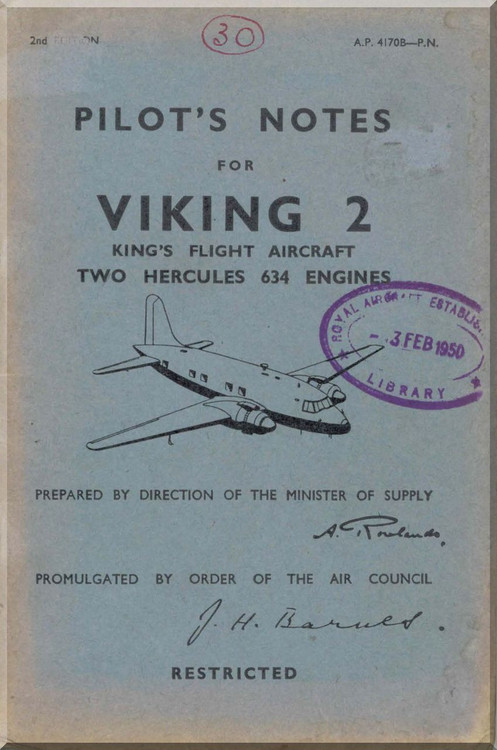 2nd
30
A.P. 4170B—P.N.
PILOT'S NOTES
FOR
VIKING 2
KING'S FLIGHT AIRCRAFT
TWO HERCULES 634 ENGINES
ROYAL AIRCRAFT ESTABLIS
- 3 FEB 1950
LIBRARY
PREPARED BY DIRECTION OF THE MINISTER OF SUPPLY
A. Rowlands.
PROMULGATED BY ORDER OF THE AIR COUNCIL
J. H. Barnes.
RESTRICTED